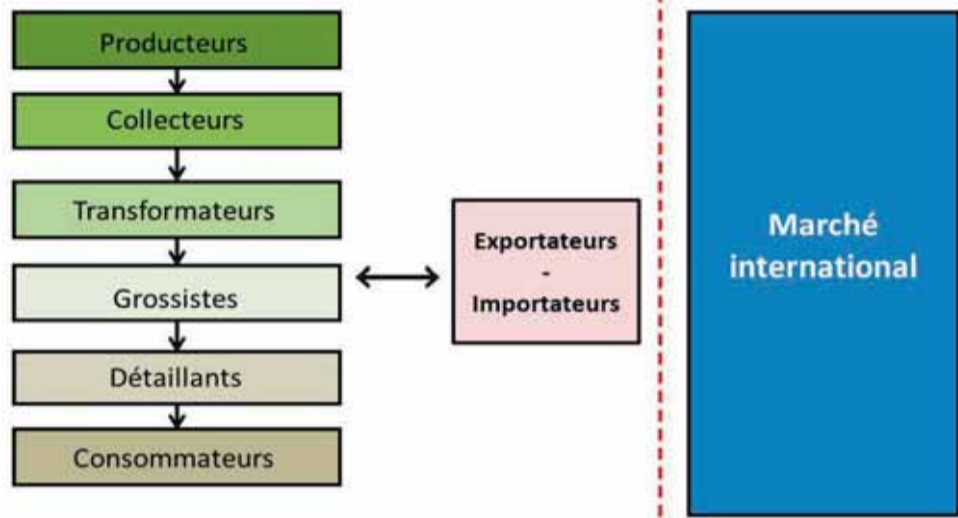 Producteurs
Collecteurs
Transformateurs
Grossistes
Détaillants
Consommateurs
Exportateurs
-
Importateurs
Marché
international